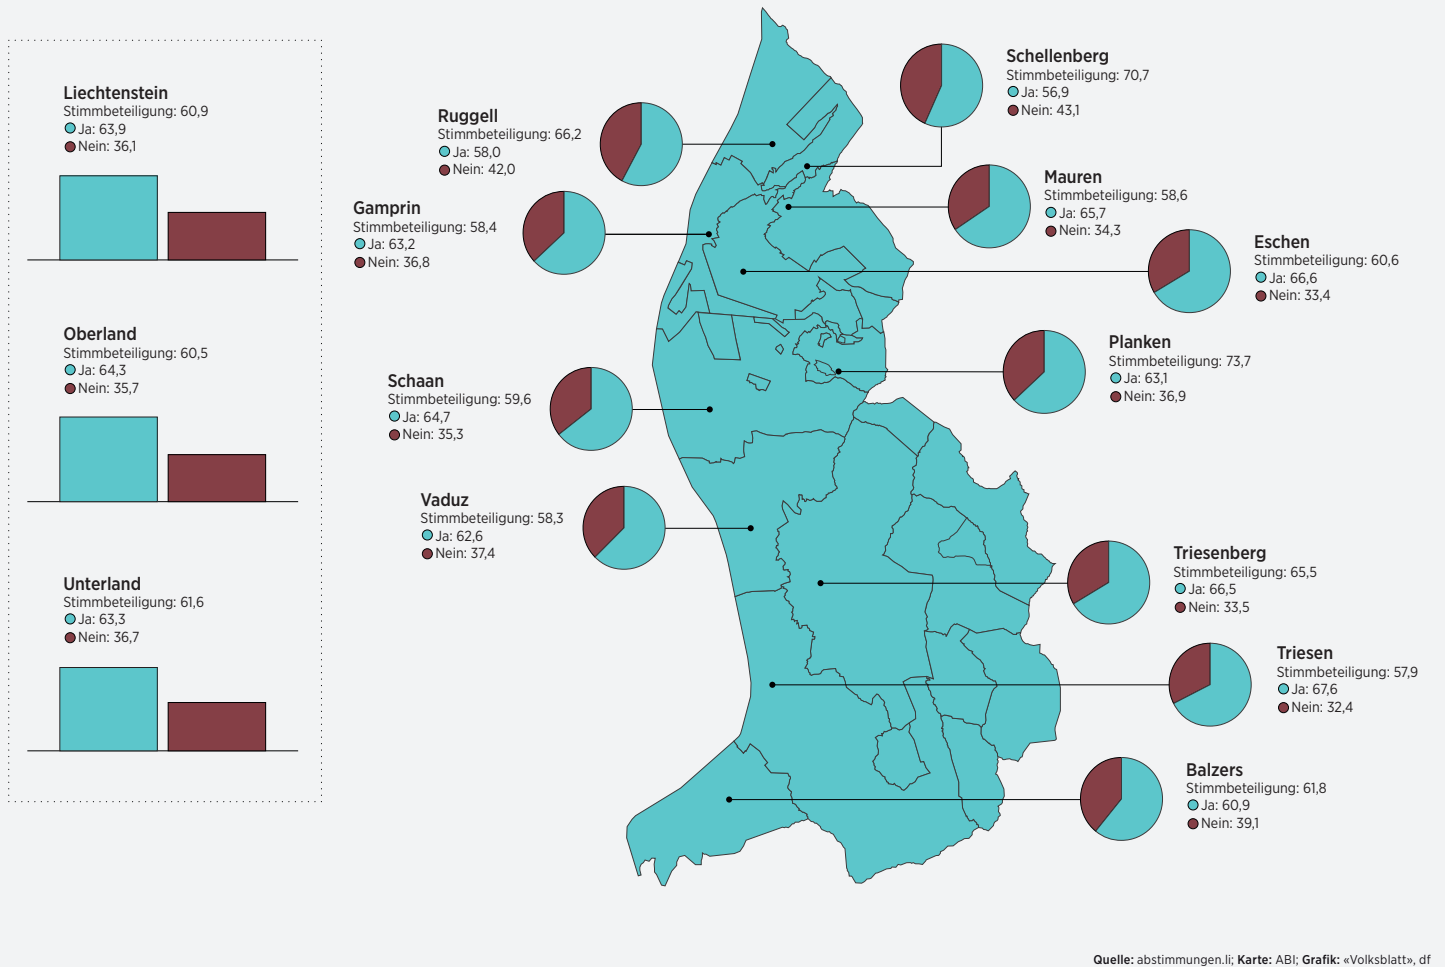 Liechtenstein
Stimmbeteiligung: 60,9
Ja: 63,9
Nein: 36,1
Oberland
Stimmbeteiligung: 60,5
Ja: 64,3
Nein: 35,7
Unterland
Stimmbeteiligung: 61,6
Ja: 63,3
Nein: 36,7
Ruggell
Stimmbeteiligung: 66,2
Ja: 58,0
Nein: 42,0
Schellenberg
Stimmbeteiligung: 70,7
Ja: 56,9
Nein: 43,1
Gamprin
Stimmbeteiligung: 58,4
Ja: 63,2
Nein: 36,8
Mauren
Stimmbeteiligung: 58,6
Ja: 65,7
Nein: 34,3
Eschen
Stimmbeteiligung: 60,6
Ja: 66,6
Nein: 33,4
Planken
Stimmbeteiligung: 73,7
Ja: 63,1
Nein: 36,9
Schaan
Stimmbeteiligung: 59,6
Ja: 64,7
Nein: 35,3
Vaduz
Stimmbeteiligung: 58,3
Ja: 62,6
Nein: 37,4
Triesenberg
Stimmbeteiligung: 65,5
Ja: 66,5
Nein: 33,5
Triesen
Stimmbeteiligung: 57,9
Ja: 67,6
Nein: 32,4
Balzers
Stimmbeteiligung: 61,8
Ja: 60,9
Nein: 39,1
Quelle: abstimmungen.li; Karte: ABI; Grafik: «Volksblatt», df